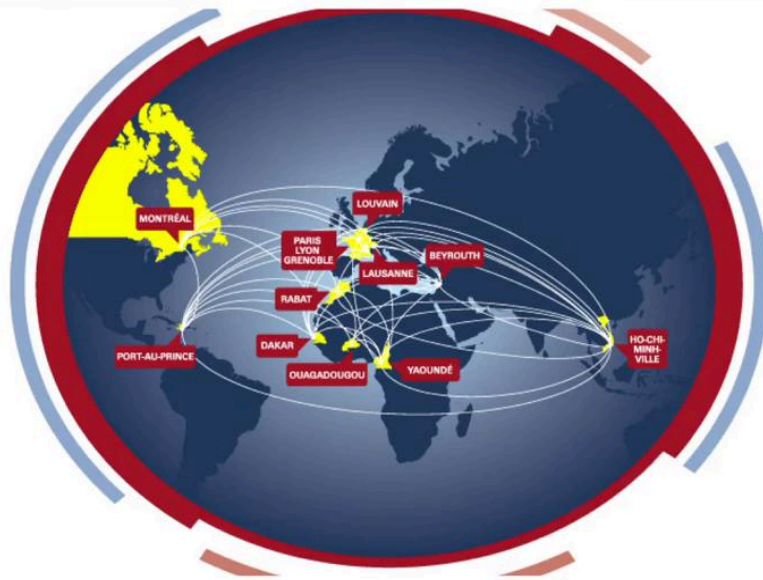 LOUVAIN
MONTRÉAL
PARIS
LYON
GRENOBLE
BEYROUTH
LAUSANNE
RABAT
DAKAR
HO-CHI-
MINH-
VILLE
PORT-AU-PRINCE
YAOUNDÉ
OUAGADOUGOU